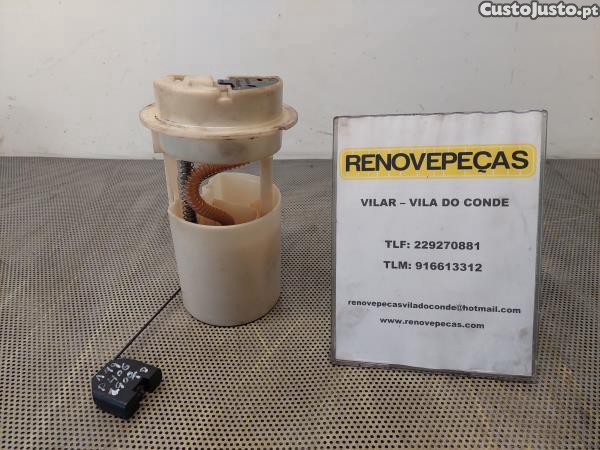 CustoJusto.pt
RENOVEPEÇAS
VILAR – VILA DO CONDE
TLF: 229270881
TLM: 916613312
renovepecasviladoconde@hotmail.com
www.renovepecas.com